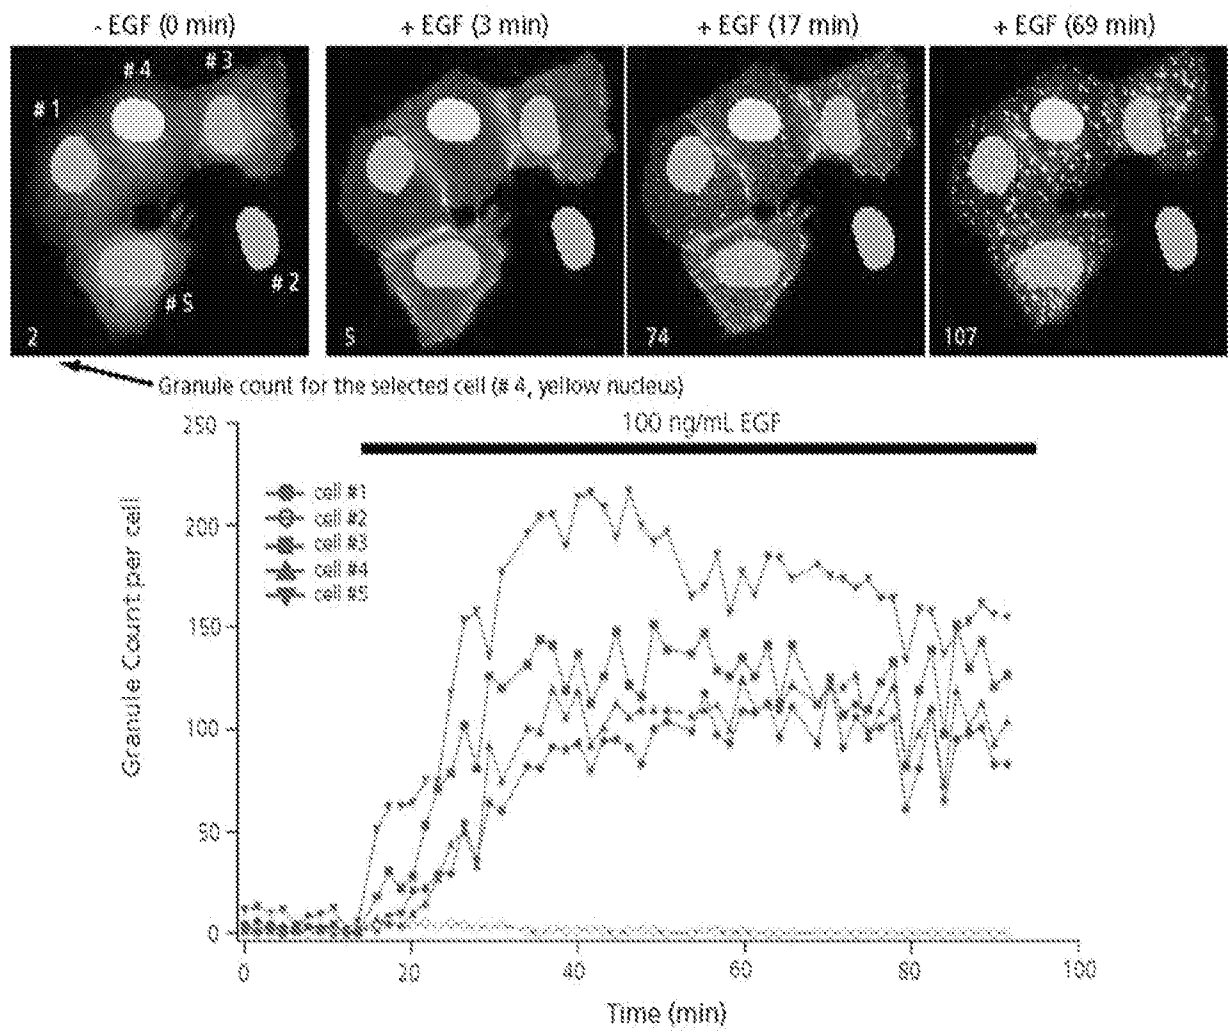 - EGF (0 min)
+ EGF (3 min)
+ EGF (17 min)
+ EGF (69 min)
# 1
# 4
# 3
# 2
# 5
2
5
74
107
Granule count for the selected cell (# 4, yellow nucleus)
100 ng/mL EGF
cell #1
cell #2
cell #3
cell #4
cell #5
Granule Count per cell
250
200
150
100
50
0
0
20
40
60
80
100
Time (min)